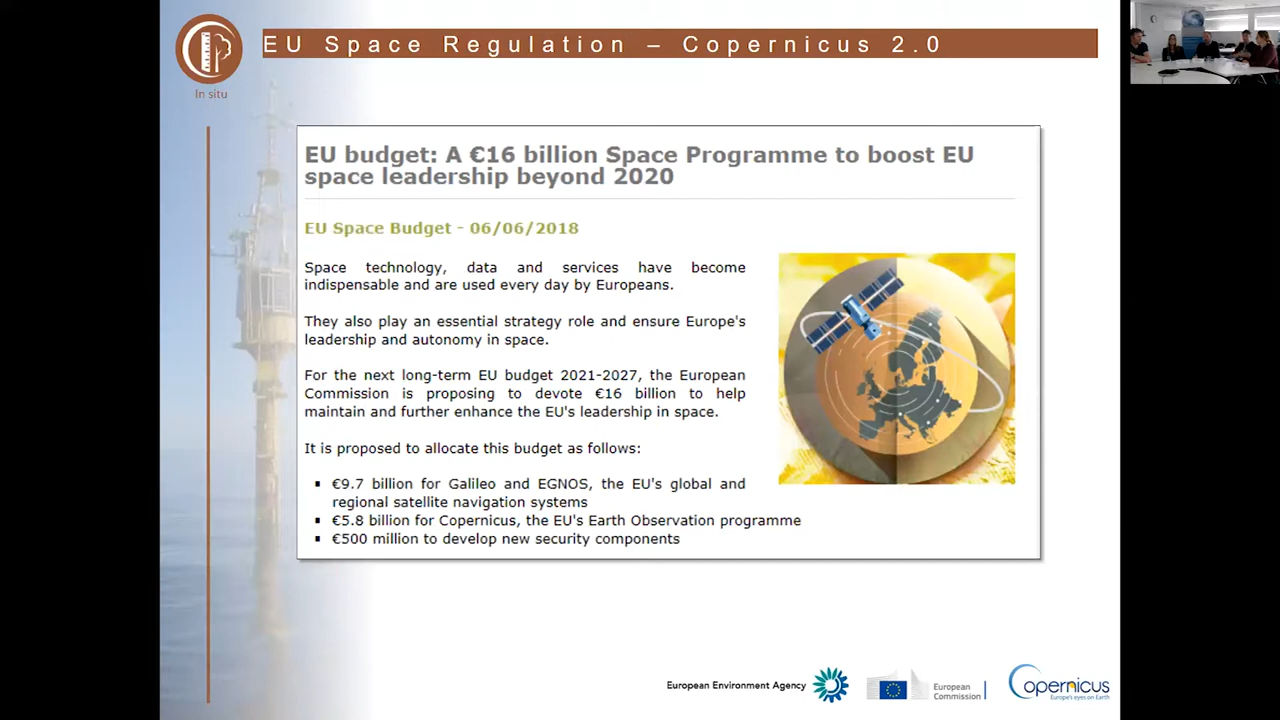 EU Space Regulation – Copernicus 2.0
In situ
EU budget: A €16 billion Space Programme to boost EU
space leadership beyond 2020
EU Space Budget - 06/06/2018
Space technology, data and services have become
indispensable and are used every day by Europeans.
They also play an essential strategy role and ensure Europe's
leadership and autonomy in space.
For the next long-term EU budget 2021-2027, the European
Commission is proposing to devote €16 billion to help
maintain and further enhance the EU's leadership in space.
It is proposed to allocate this budget as follows:
▪ €9.7 billion for Galileo and EGNOS, the EU's global and
regional satellite navigation systems
▪ €5.8 billion for Copernicus, the EU's Earth Observation programme
▪ €500 million to develop new security components
European Environment Agency
European
Commission
Copernicus
Europe's eyes on Earth